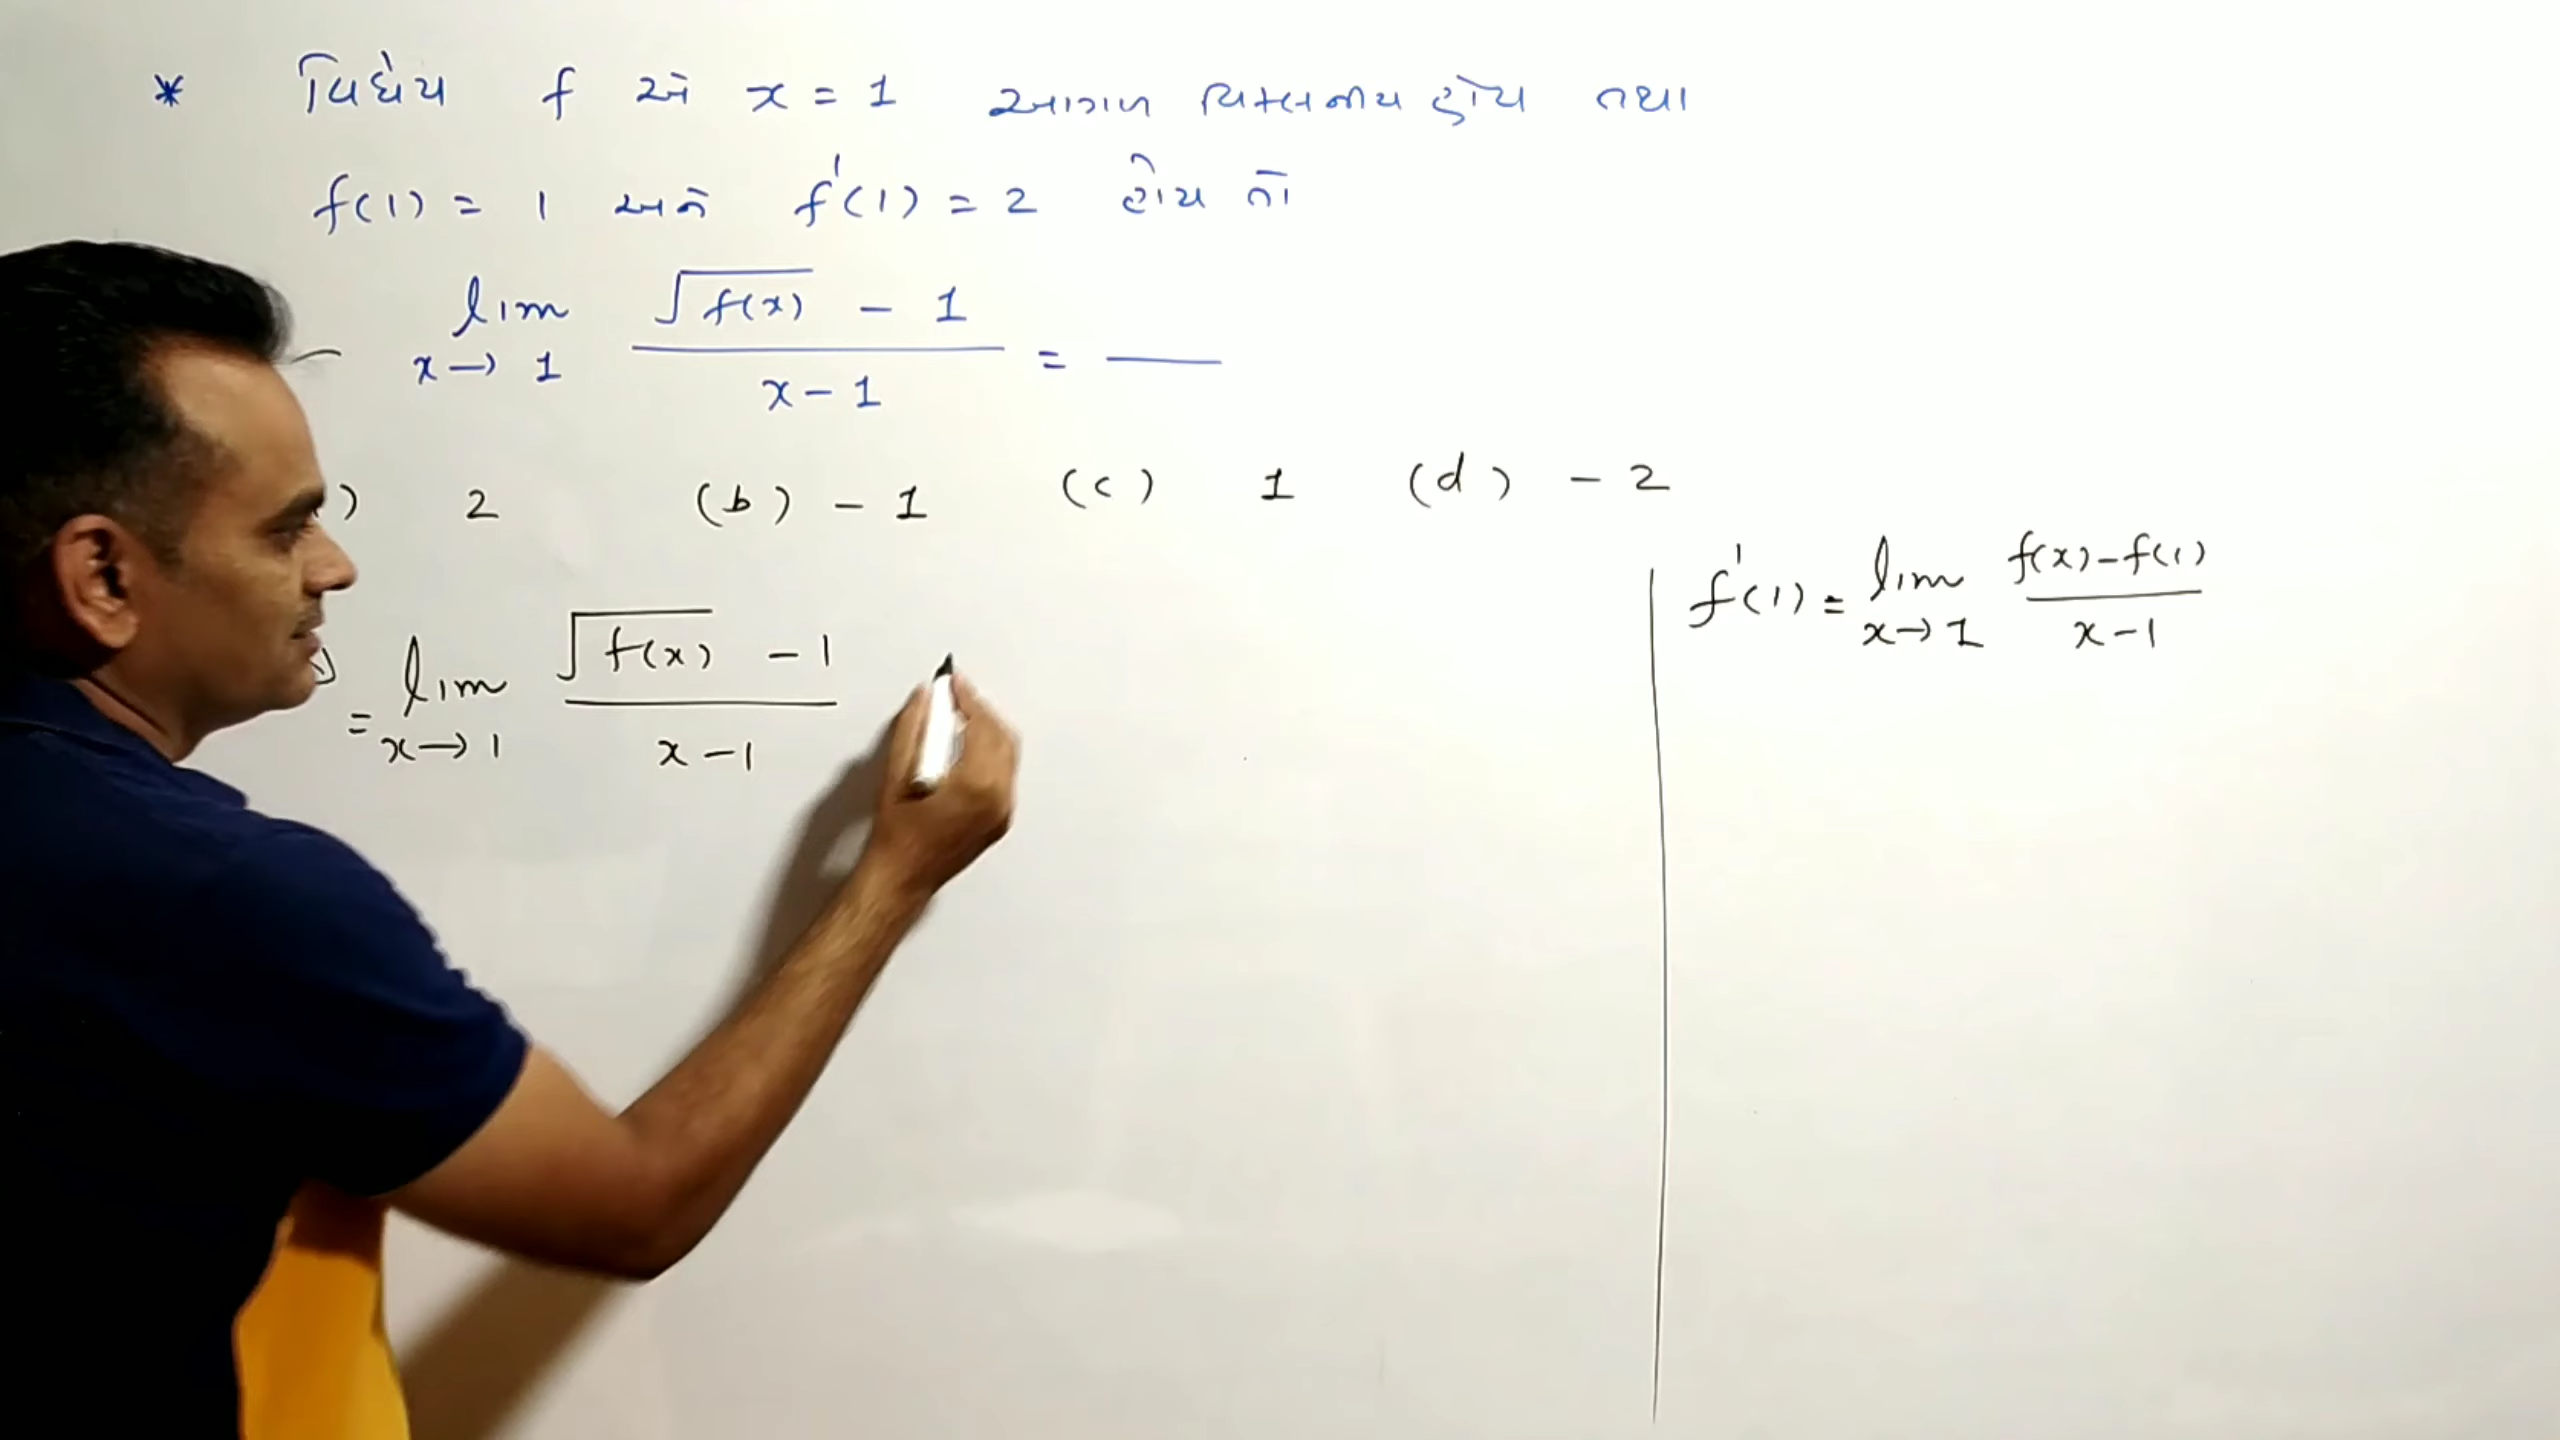 * વિધેય f એ x = 1 આગળ વિકલનીય હોય તથા
f(1) = 1 અને f'(1) = 2 હોય તો
lim x→1 (√f(x) - 1)/(x - 1) = ___
) 2 (b) - 1 (c) 1 (d) - 2
= lim x→1 (√f(x) - 1)/(x - 1)
f'(1) = lim x→1 (f(x) - f(1))/(x - 1)